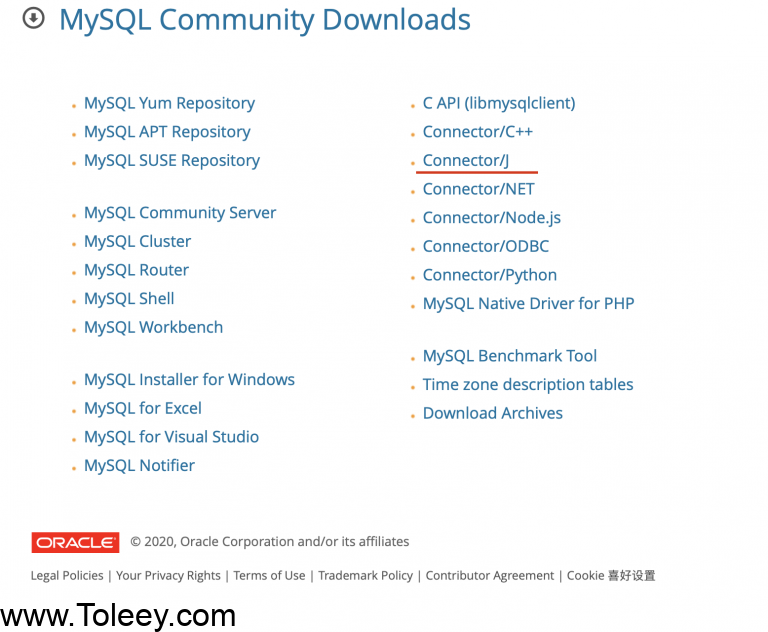 MySQL Community Downloads
MySQL Yum Repository
MySQL APT Repository
MySQL SUSE Repository
MySQL Community Server
MySQL Cluster
MySQL Router
MySQL Shell
MySQL Workbench
MySQL Installer for Windows
MySQL for Excel
MySQL for Visual Studio
MySQL Notifier
C API (libmysqlclient)
Connector/C++
Connector/J
Connector/NET
Connector/Node.js
Connector/ODBC
Connector/Python
MySQL Native Driver for PHP
MySQL Benchmark Tool
Time zone description tables
Download Archives
ORACLE © 2020, Oracle Corporation and/or its affiliates
Legal Policies | Your Privacy Rights | Terms of Use | Trademark Policy | Contributor Agreement | Cookie 喜好设置
www.Toleey.com